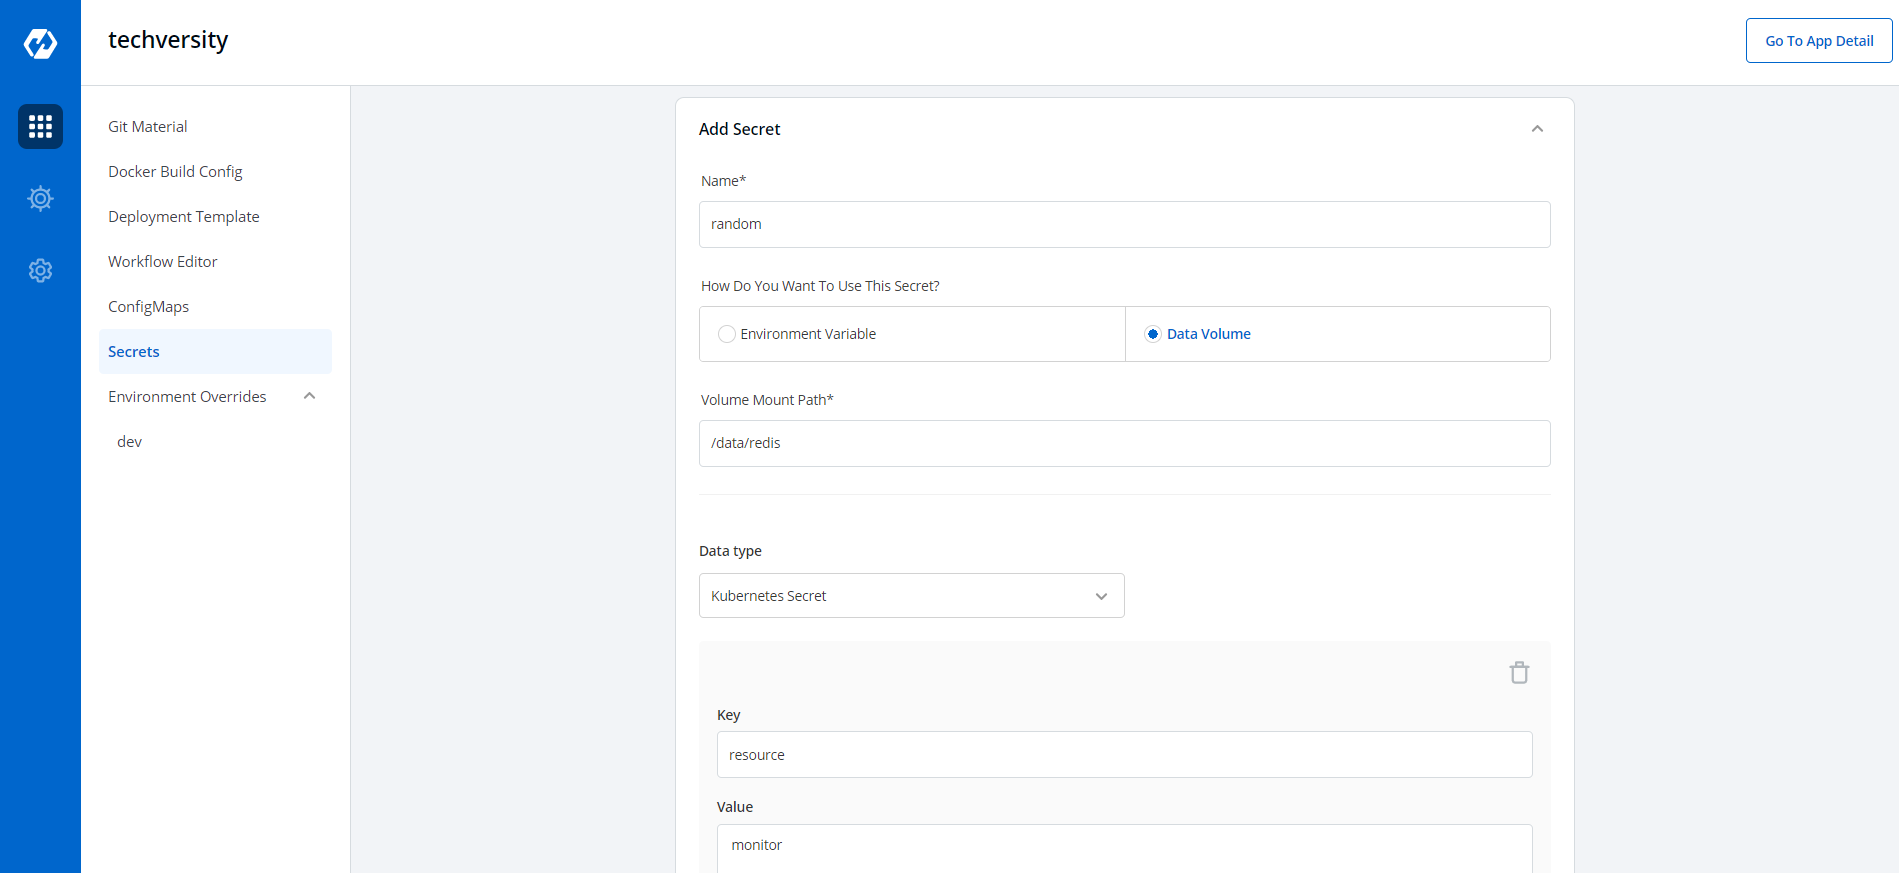 techversity
Go To App Detail
Git Material
Docker Build Config
Deployment Template
Workflow Editor
ConfigMaps
Secrets
Environment Overrides
dev
Add Secret
Name*
random
How Do You Want To Use This Secret?
Environment Variable
Data Volume
Volume Mount Path*
/data/redis
Data type
Kubernetes Secret
Key
resource
Value
monitor